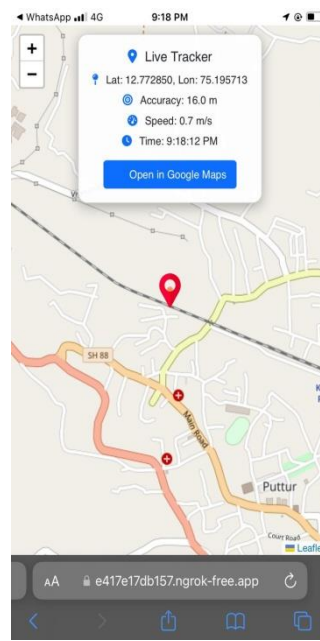 WhatsApp 4G 9:18 PM
+
−
Live Tracker
Lat: 12.772850, Lon: 75.195713
Accuracy: 16.0 m
Speed: 0.7 m/s
Time: 9:18:12 PM
Open in Google Maps
SH 88
Main Road
Puttur
Court Road
Leafle
AA e417e17db157.ngrok-free.app